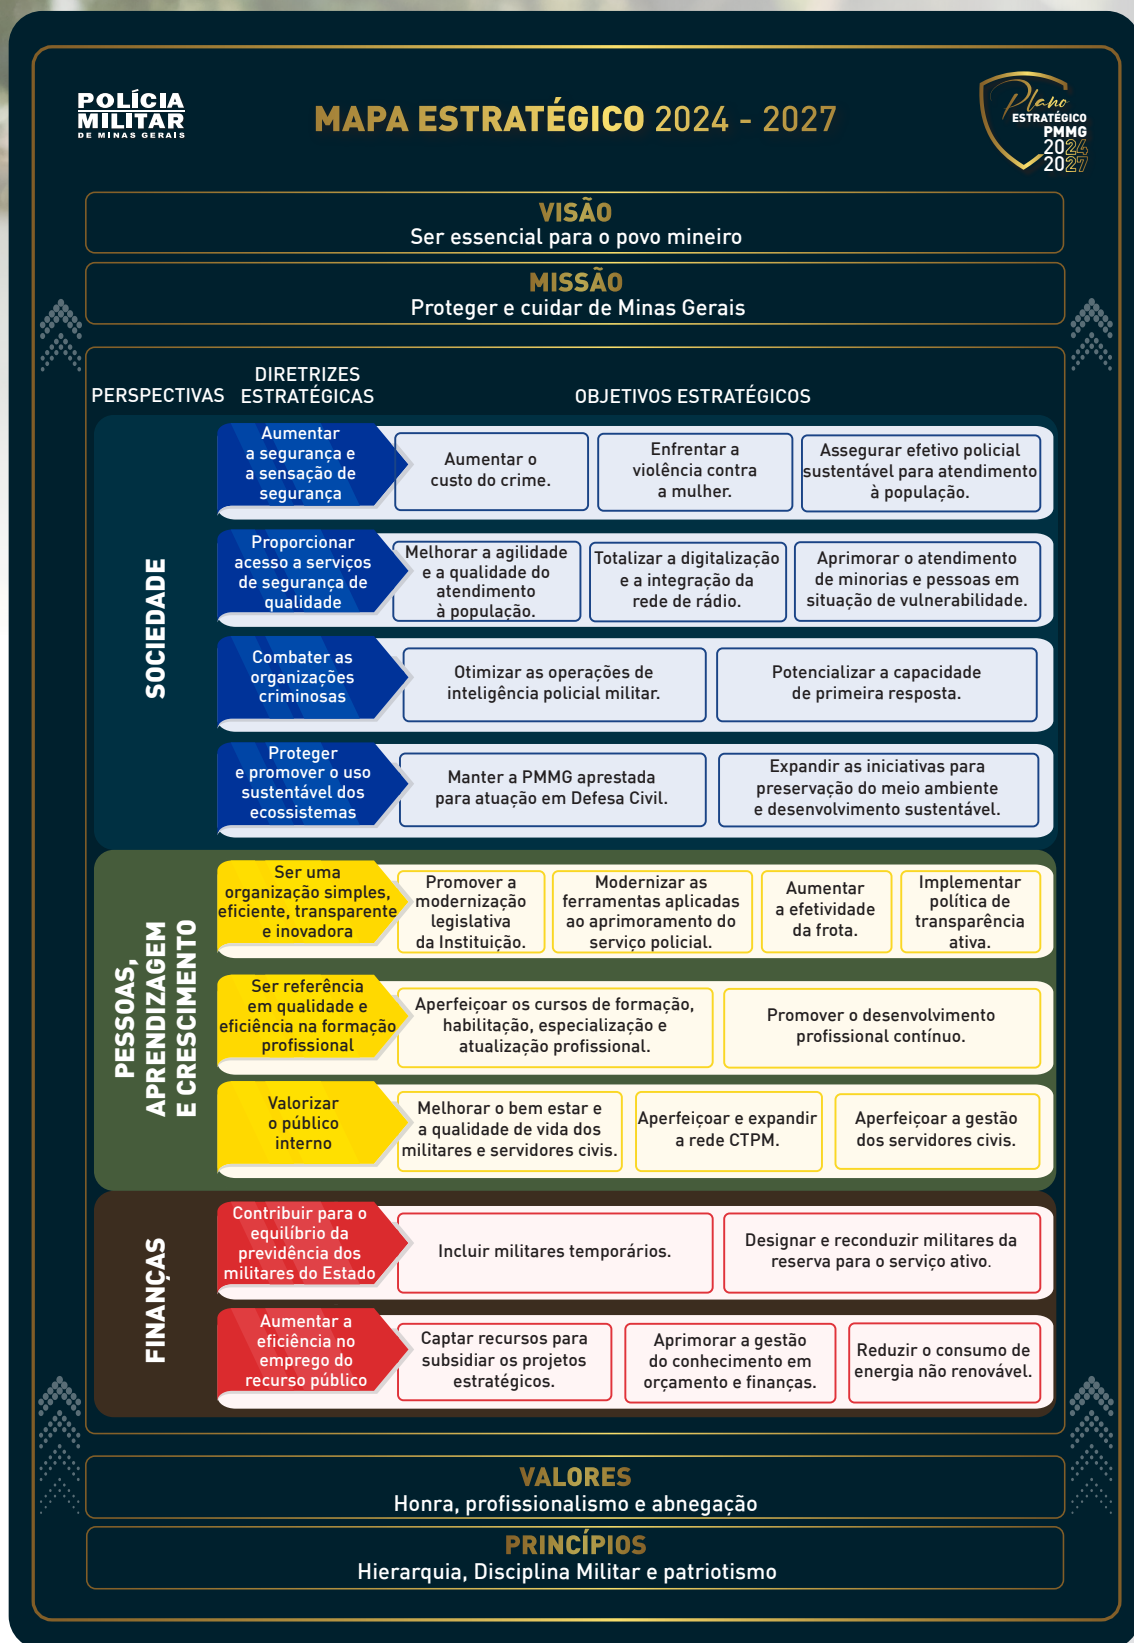 POLÍCIA
MILITAR
DE MINAS GERAIS
MAPA ESTRATÉGICO 2024 - 2027
Plano
ESTRATÉGICO
PMMG
2024
2027
VISÃO
Ser essencial para o povo mineiro
MISSÃO
Proteger e cuidar de Minas Gerais
PERSPECTIVAS
DIRETRIZES
ESTRATÉGICAS
OBJETIVOS ESTRATÉGICOS
SOCIEDADE
Aumentar
a segurança e
a sensação de
segurança
Aumentar o
custo do crime.
Enfrentar a
violência contra
a mulher.
Assegurar efetivo policial
sustentável para atendimento
à população.
Proporcionar
acesso a serviços
de segurança de
qualidade
Melhorar a agilidade
e a qualidade do
atendimento
à população.
Totalizar a digitalização
e a integração da
rede de rádio.
Aprimorar o atendimento
de minorias e pessoas em
situação de vulnerabilidade.
Combater as
organizações
criminosas
Otimizar as operações de
inteligência policial militar.
Potencializar a capacidade
de primeira resposta.
Proteger
e promover o uso
sustentável dos
ecossistemas
Manter a PMMG aprestada
para atuação em Defesa Civil.
Expandir as iniciativas para
preservação do meio ambiente
e desenvolvimento sustentável.
PESSOAS,
APRENDIZAGEM
E CRESCIMENTO
Ser uma
organização simples,
eficiente, transparente
e inovadora
Promover a
modernização
legislativa
da Instituição.
Modernizar as
ferramentas aplicadas
ao aprimoramento do
serviço policial.
Aumentar
a efetividade
da frota.
Implementar
política de
transparência
ativa.
Ser referência
em qualidade e
eficiência na formação
profissional
Aperfeiçoar os cursos de formação,
habilitação, especialização e
atualização profissional.
Promover o desenvolvimento
profissional contínuo.
Valorizar
o público
interno
Melhorar o bem estar e
a qualidade de vida dos
militares e servidores civis.
Aperfeiçoar e expandir
a rede CTPM.
Aperfeiçoar a gestão
dos servidores civis.
FINANÇAS
Contribuir para o
equilíbrio da
previdência dos
militares do Estado
Incluir militares temporários.
Designar e reconduzir militares da
reserva para o serviço ativo.
Aumentar a
eficiência no
emprego do
recurso público
Captar recursos para
subsidiar os projetos
estratégicos.
Aprimorar a gestão
do conhecimento em
orçamento e finanças.
Reduzir o consumo de
energia não renovável.
VALORES
Honra, profissionalismo e abnegação
PRINCÍPIOS
Hierarquia, Disciplina Militar e patriotismo